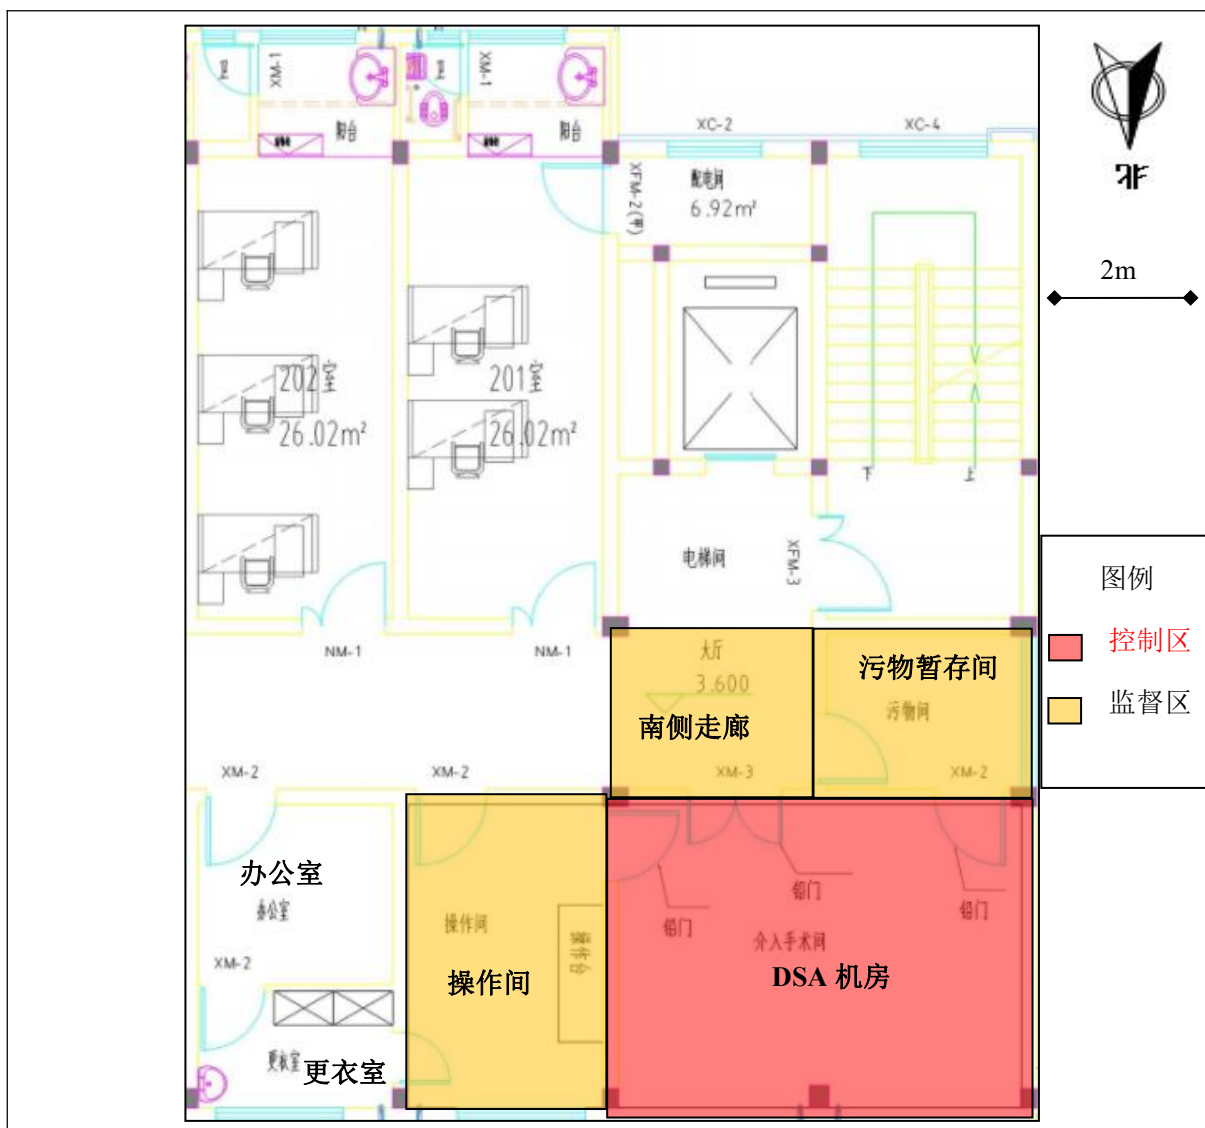 XM-1
XM-1
阳台
阳台
XC-2
XC-4
北
配电间
6.92m²
XFM-2(甲)
2m
202室
26.02m²
201室
26.02m²
下
上
电梯间
XFM-3
图例
控制区
监督区
NM-1
NM-1
大厅
3.600
南侧走廊
污物暂存间
污物间
XM-2
XM-2
XM-3
XM-2
办公室
办公室
铅门
铅门
铅门
操作间
操作台
介入手术间
操作间
DSA 机房
XM-2
更衣室
更衣室